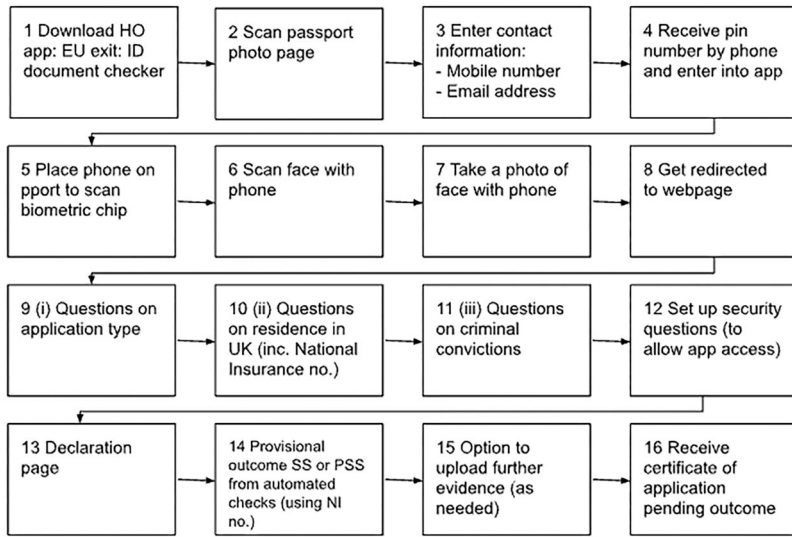 1 Download HO
app: EU exit: ID
document checker
2 Scan passport
photo page
3 Enter contact
information:
- Mobile number
- Email address
4 Receive pin
number by phone
and enter into app
5 Place phone on
pport to scan
biometric chip
6 Scan face with
phone
7 Take a photo of
face with phone
8 Get redirected
to webpage
9 (i) Questions on
application type
10 (ii) Questions
on residence in
UK (inc. National
Insurance no.)
11 (iii) Questions
on criminal
convictions
12 Set up security
questions (to
allow app access)
13 Declaration
page
14 Provisional
outcome SS or PSS
from automated
checks (using NI
no.)
15 Option to
upload further
evidence (as
needed)
16 Receive
certificate of
application
pending outcome